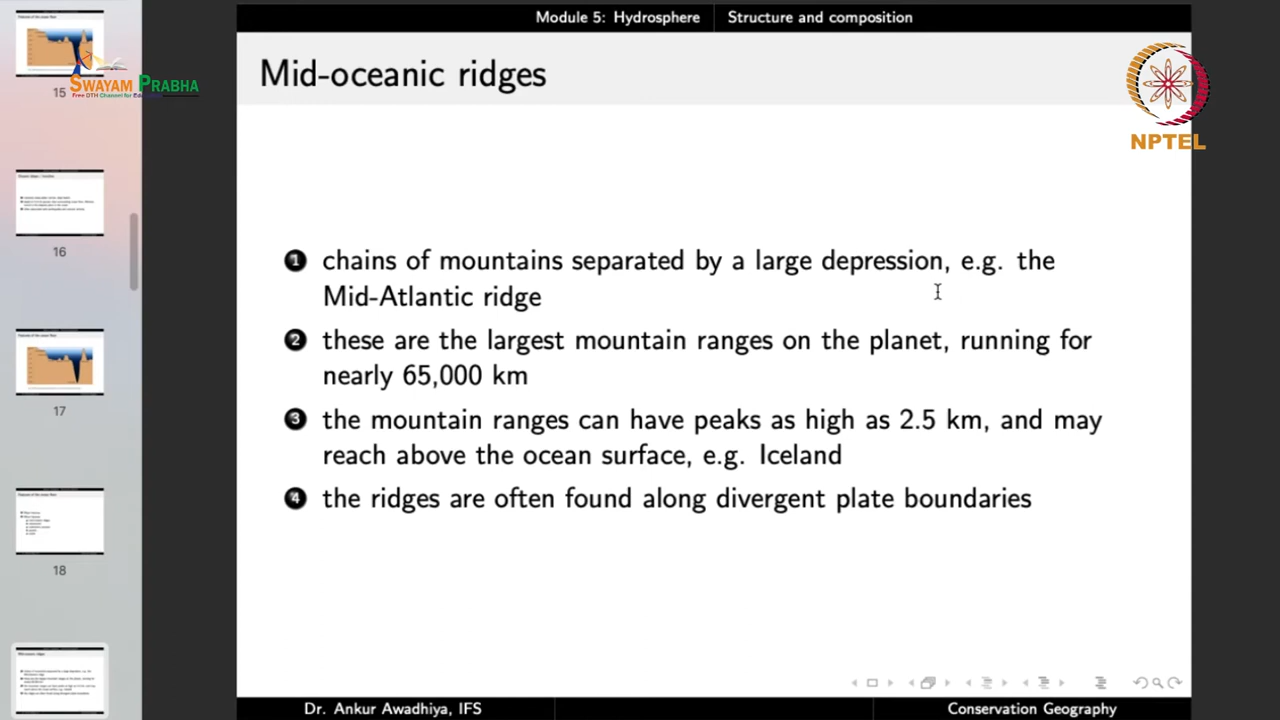 Module 5: Hydrosphere
Structure and composition
Mid-oceanic ridges
SWAYAM PRABHA
Free DTH Channel for
NPTEL
15
16
17
18
1 chains of mountains separated by a large depression, e.g. the
Mid-Atlantic ridge
2 these are the largest mountain ranges on the planet, running for
nearly 65,000 km
3 the mountain ranges can have peaks as high as 2.5 km, and may
reach above the ocean surface, e.g. Iceland
4 the ridges are often found along divergent plate boundaries
Dr. Ankur Awadhiya, IFS
Conservation Geography